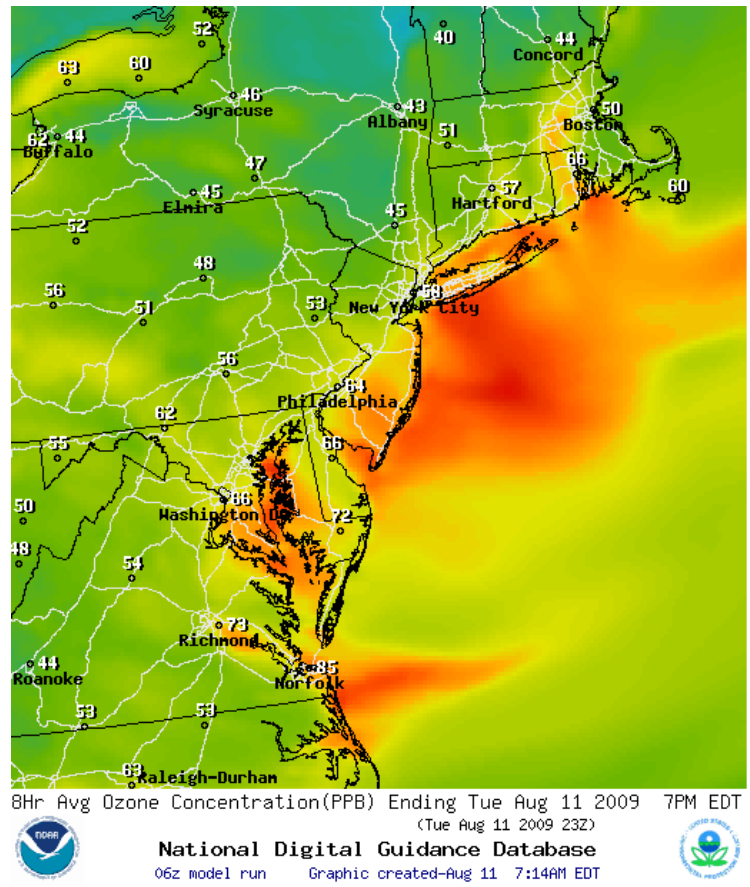 52
40
44
Concord
63
60
46
Syracuse
43
Albany
50
Boston
62
44
Buffalo
51
47
66
45
Elmira
57
Hartford
60
52
45
48
56
51
53
58
New York City
56
64
Philadelphia
62
55
66
50
66
Washington DC
72
48
54
73
Richmond
44
Roanoke
85
Norfolk
53
53
63
Raleigh-Durham
8Hr Avg Ozone Concentration(PPB) Ending Tue Aug 11 2009 7PM EDT
(Tue Aug 11 2009 23Z)
NOAA
National Digital Guidance Database
06z model run Graphic created-Aug 11 7:14AM EDT